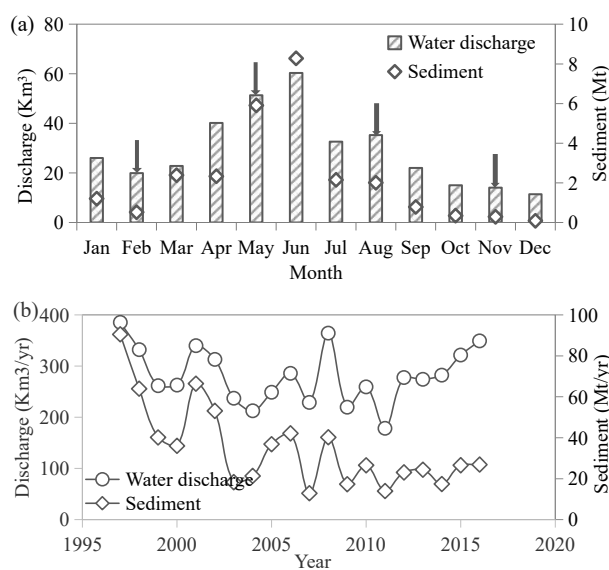 (a)
80
60
40
20
0
Discharge (Km³)
10
8
6
4
2
0
Sediment (Mt)
Water discharge
Sediment
Jan Feb Mar Apr May Jun Jul Aug Sep Oct Nov Dec
Month
(b)
400
300
200
100
0
Discharge (Km3/yr)
100
80
60
40
20
0
Sediment (Mt/yr)
Water discharge
Sediment
1995 2000 2005 2010 2015 2020
Year